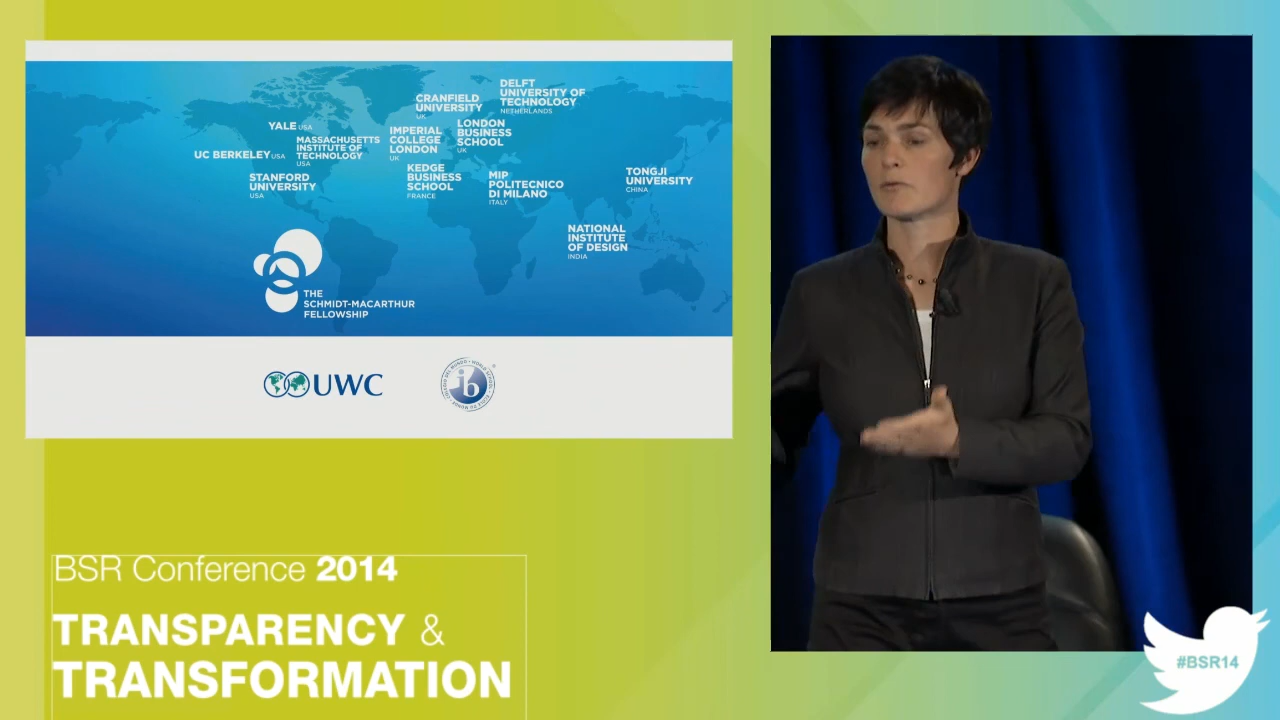 DELFT
UNIVERSITY OF
TECHNOLOGY
NETHERLANDS
CRANFIELD
UNIVERSITY
UK
YALE USA
MASSACHUSETTS
INSTITUTE OF
TECHNOLOGY
USA
IMPERIAL
COLLEGE
LONDON
UK
LONDON
BUSINESS
SCHOOL
UK
UC BERKELEY USA
STANFORD
UNIVERSITY
USA
KEDGE
BUSINESS
SCHOOL
FRANCE
MIP
POLITECNICO
DI MILANO
ITALY
TONGJI
UNIVERSITY
CHINA
NATIONAL
INSTITUTE
OF DESIGN
INDIA
THE
SCHMIDT-MACARTHUR
FELLOWSHIP
UWC
ib
BSR Conference 2014
TRANSPARENCY &
TRANSFORMATION
#BSR14